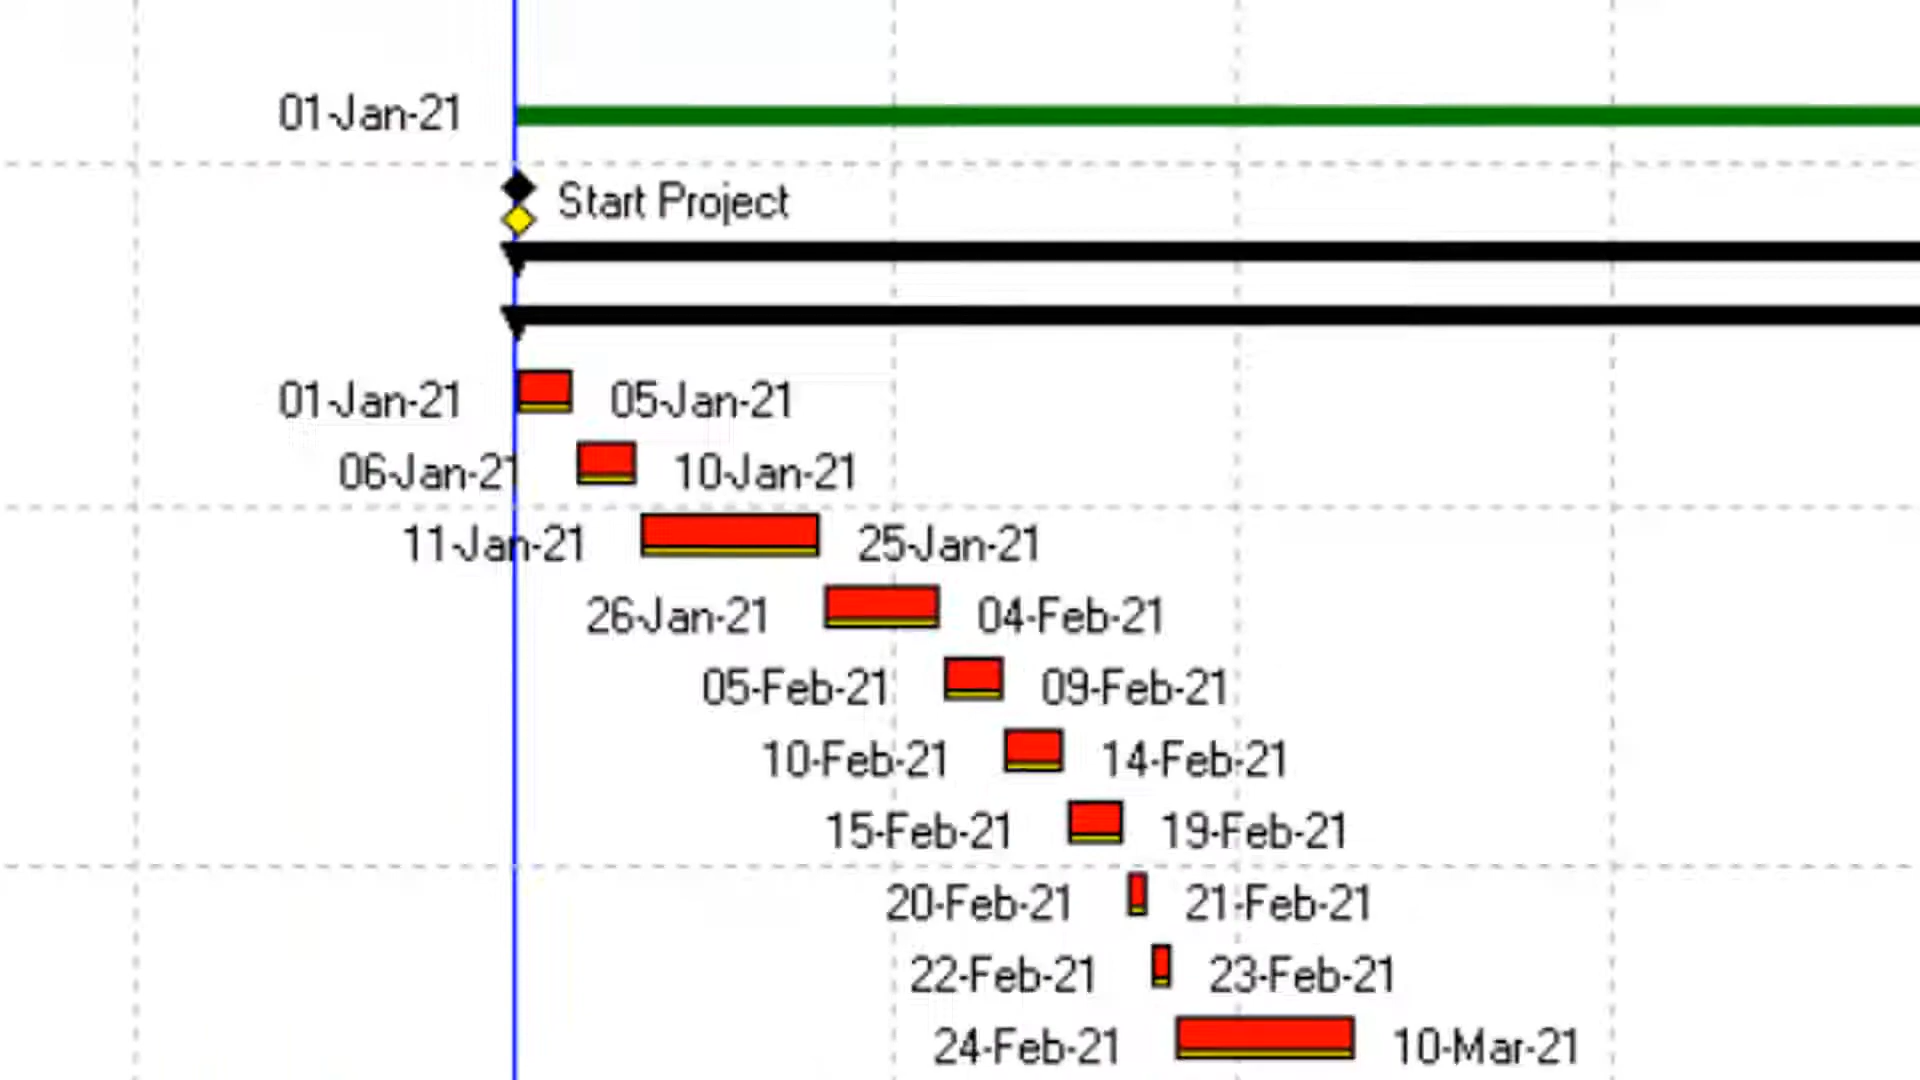 01-Jan-21
Start Project
01-Jan-21 05-Jan-21
06-Jan-21 10-Jan-21
11-Jan-21 25-Jan-21
26-Jan-21 04-Feb-21
05-Feb-21 09-Feb-21
10-Feb-21 14-Feb-21
15-Feb-21 19-Feb-21
20-Feb-21 21-Feb-21
22-Feb-21 23-Feb-21
24-Feb-21 10-Mar-21